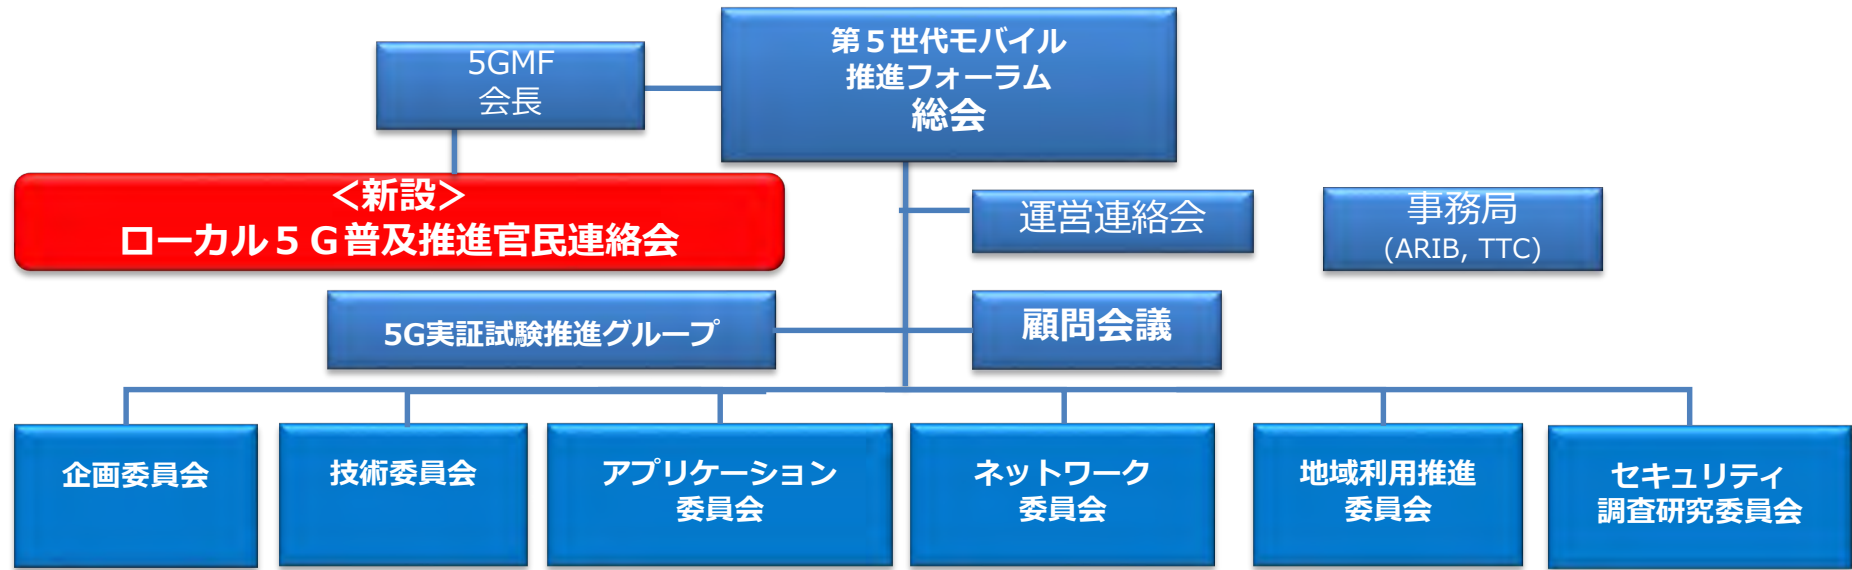 5GMF
会長
第５世代モバイル
推進フォーラム
総会
＜新設＞
ローカル５Ｇ普及推進官民連絡会
運営連絡会
事務局
(ARIB, TTC)
5G実証試験推進グループ
顧問会議
企画委員会
技術委員会
アプリケーション
委員会
ネットワーク
委員会
地域利用推進
委員会
セキュリティ
調査研究委員会